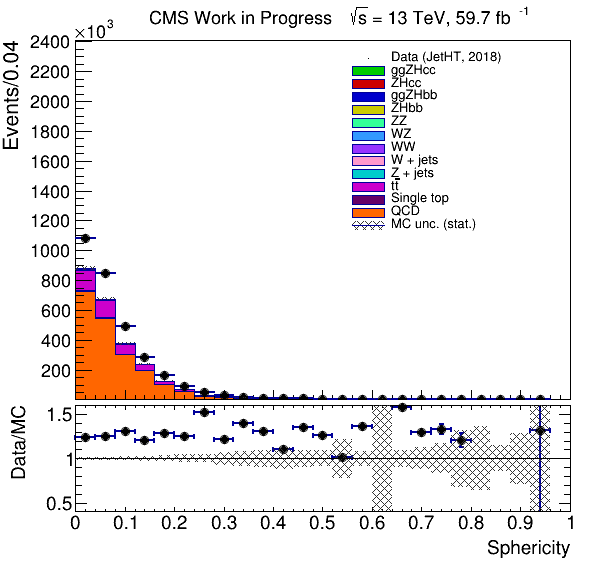 CMS Work in Progress √s = 13 TeV, 59.7 fb⁻¹
×10³
Events/0.04
2400
2200
2000
1800
1600
1400
1200
1000
800
600
400
200
Data (JetHT, 2018)
ggZHcc
ZHcc
ggZHbb
ZHbb
ZZ
WZ
WW
W + jets
Z + jets
tt̄
Single top
QCD
MC unc. (stat.)
Data/MC
1.5
1
0.5
0 0.1 0.2 0.3 0.4 0.5 0.6 0.7 0.8 0.9 1
Sphericity